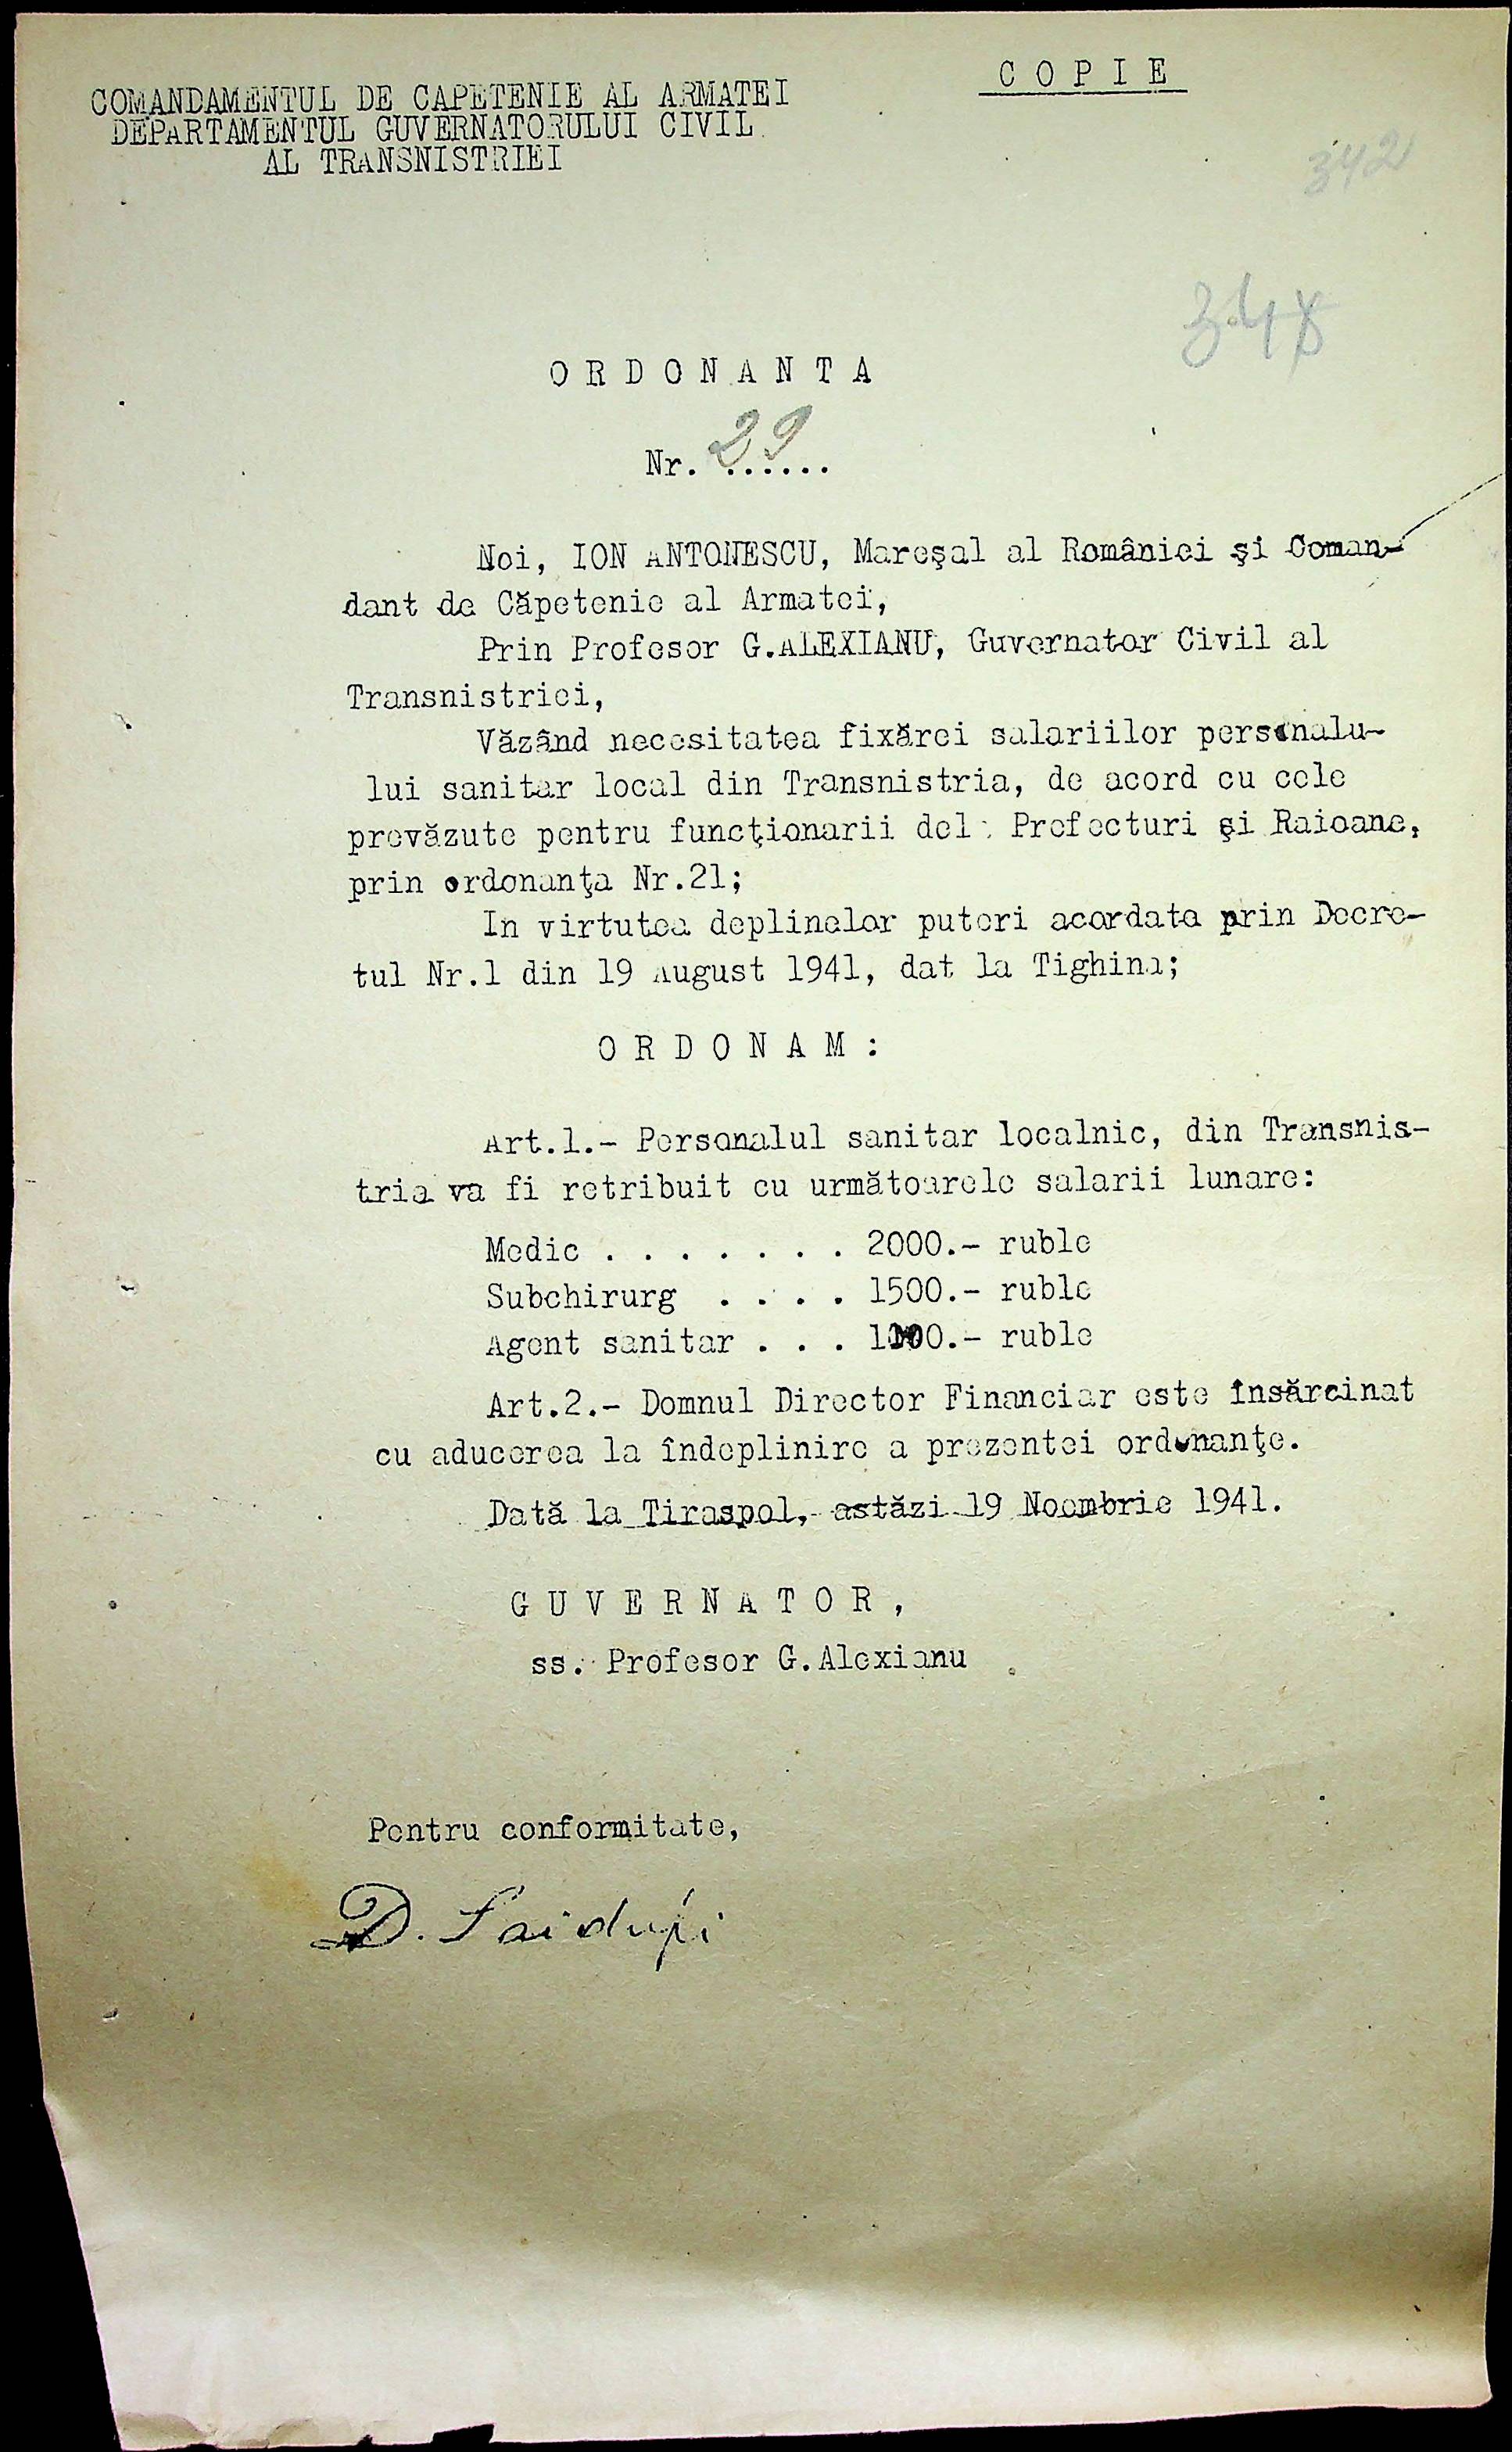 COPIE
COMANDAMENTUL DE CAPETENIE AL ARMATEI
DEPARTAMENTUL GUVERNATORULUI CIVIL
AL TRANSNISTRIEI
342
ORDONANTA
Nr. 29......
Noi, ION ANTONESCU, Mareşal al României şi Coman-
dant de Căpetenie al Armatei,
Prin Profesor G.ALEXIANU, Guvernator Civil al
Transnistriei,
Văzând necesitatea fixărei salariilor personalu-
lui sanitar local din Transnistria, de acord cu cele
prevăzute pentru funcţionarii Prefecturi şi Raioane,
prin ordonanţa Nr.21;
In virtutea deplinelor puteri acordate prin Decre-
tul Nr.1 din 19 August 1941, dat la Tighina;
ORDONAM:
Art.1.- Personalul sanitar localnic, din Transnis-
tria va fi retribuit cu următoarele salarii lunare:
Medic . . . . . . . 2000.- ruble
Subchirurg . . . . 1500.- ruble
Agent sanitar . . . 1000.- ruble
Art.2.- Domnul Director Financiar este însărcinat
cu aducerea la îndeplinire a prezentei ordonanţe.
Dată la Tiraspol, astăzi 19 Noembrie 1941.
GUVERNATOR,
ss. Profesor G.Alexianu
Pentru conformitate,
D.